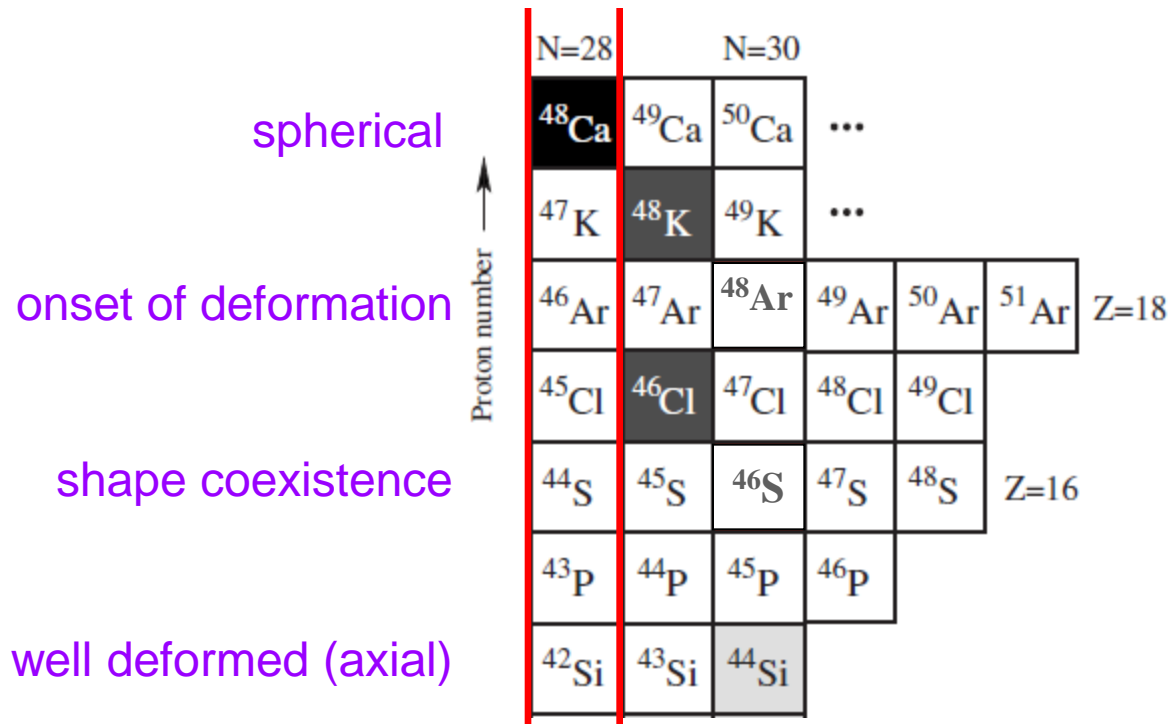 N=28 N=30
spherical ⁴⁸Ca ⁴⁹Ca ⁵⁰Ca •••
⁴⁷K ⁴⁸K ⁴⁹K •••
onset of deformation ⁴⁶Ar ⁴⁷Ar ⁴⁸Ar ⁴⁹Ar ⁵⁰Ar ⁵¹Ar Z=18
Proton number
⁴⁵Cl ⁴⁶Cl ⁴⁷Cl ⁴⁸Cl ⁴⁹Cl
shape coexistence ⁴⁴S ⁴⁵S ⁴⁶S ⁴⁷S ⁴⁸S Z=16
⁴³P ⁴⁴P ⁴⁵P ⁴⁶P
well deformed (axial) ⁴²Si ⁴³Si ⁴⁴Si